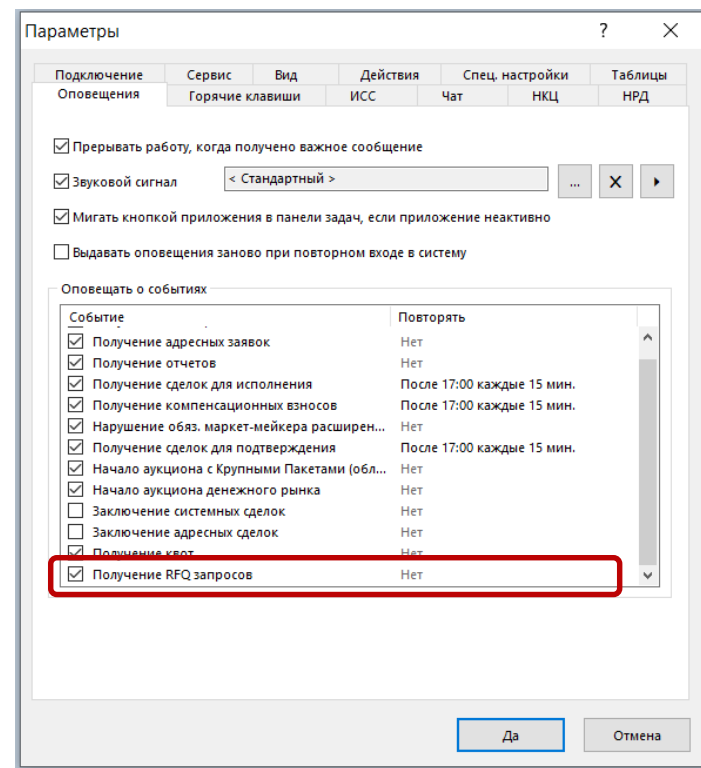 Параметры ?
Подключение Сервис Вид Действия Спец. настройки Таблицы
Оповещения Горячие клавиши ИСС Чат НКЦ НРД
Прерывать работу, когда получено важное сообщение
Звуковой сигнал < Стандартный > ...
Мигать кнопкой приложения в панели задач, если приложение неактивно
Выдавать оповещения заново при повторном входе в систему
Оповещать о событиях
Событие Повторять
Получение адресных заявок Нет
Получение отчетов Нет
Получение сделок для исполнения После 17:00 каждые 15 мин.
Получение компенсационных взносов После 17:00 каждые 15 мин.
Нарушение обяз. маркет-мейкера расширен... Нет
Получение сделок для подтверждения После 17:00 каждые 15 мин.
Начало аукциона с Крупными Пакетами (обл... Нет
Начало аукциона денежного рынка Нет
Заключение системных сделок Нет
Заключение адресных сделок Нет
Получение квот Нет
Получение RFQ запросов Нет
Да Отмена